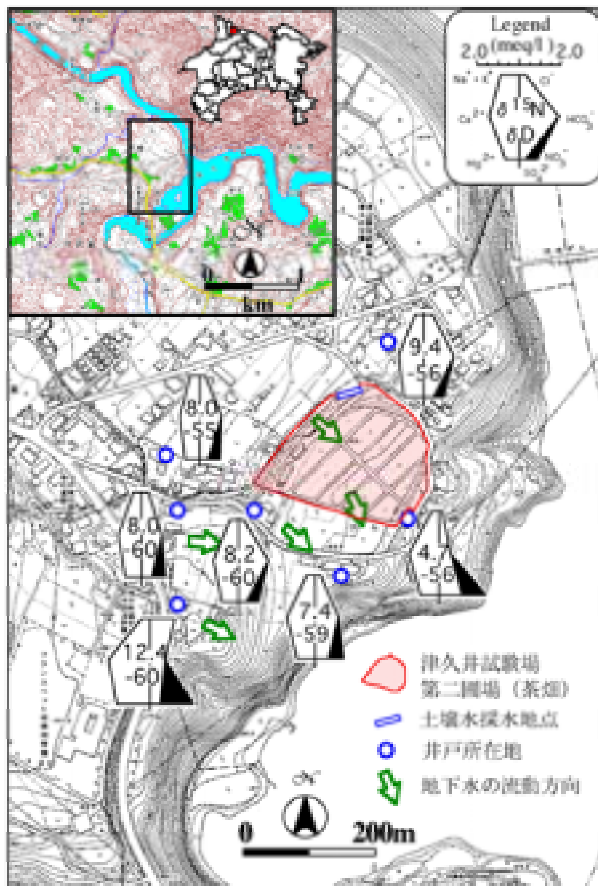 Legend
2.0 (meq/l) 2.0
Na⁺+K⁺ Cl⁻
Ca²⁺ δ¹⁵N HCO₃⁻
δD
Mg²⁺ SO₄²⁻ NO₃⁻
N
0 1
km
9.4
-56
8.0
-55
8.0
-60
8.2
-60
4.7
-56
7.4
-59
12.4
-60
津久井試験場
第二圃場（茶畑）
土壌水採水地点
井戸所在地
地下水の流動方向
N
0 200m